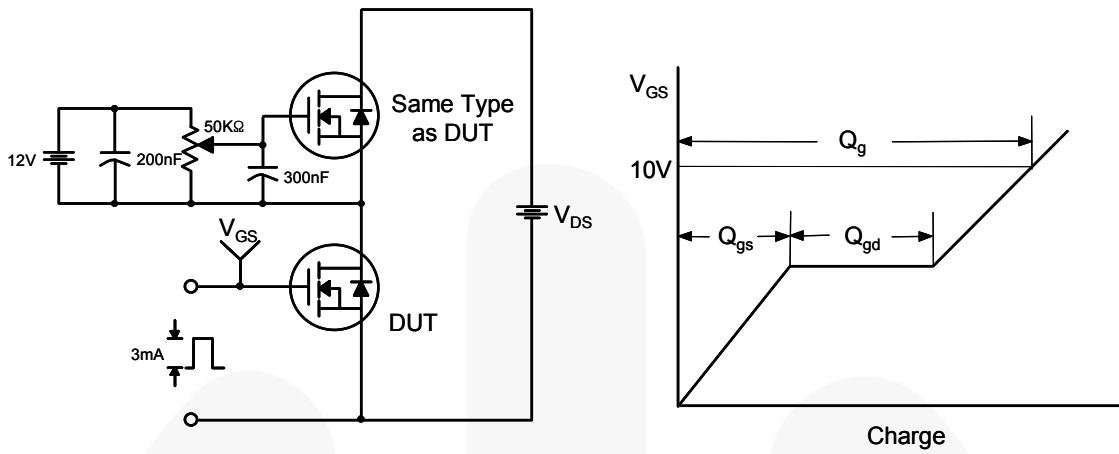 12V
200nF
50KΩ
300nF
Same Type
as DUT
V_GS
DUT
3mA
V_DS
V_GS
10V
Q_g
Q_gs
Q_gd
Charge